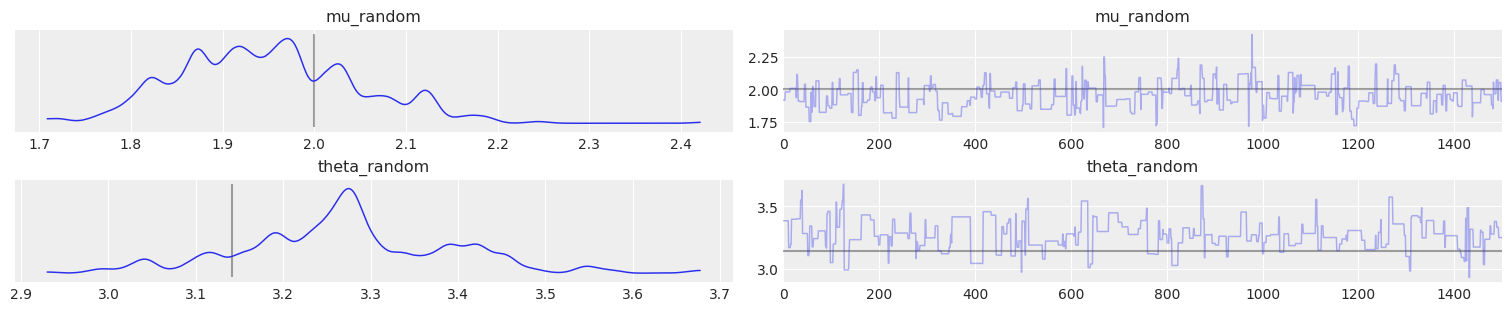 mu_random
1.7 1.8 1.9 2.0 2.1 2.2 2.3 2.4
mu_random
2.25
2.00
1.75
0 200 400 600 800 1000 1200 1400
theta_random
2.9 3.0 3.1 3.2 3.3 3.4 3.5 3.6 3.7
theta_random
3.5
3.0
0 200 400 600 800 1000 1200 1400